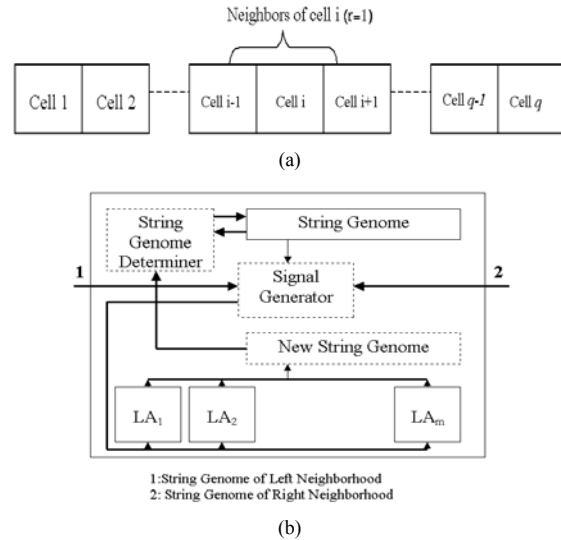 Neighbors of cell i (r=1)
Cell 1 Cell 2 Cell i-1 Cell i Cell i+1 Cell q-1 Cell q
(a)
String Genome Determiner
String Genome
1
2
Signal Generator
New String Genome
LA1 LA2 LAm
1:String Genome of Left Neighborhood
2: String Genome of Right Neighborhood
(b)